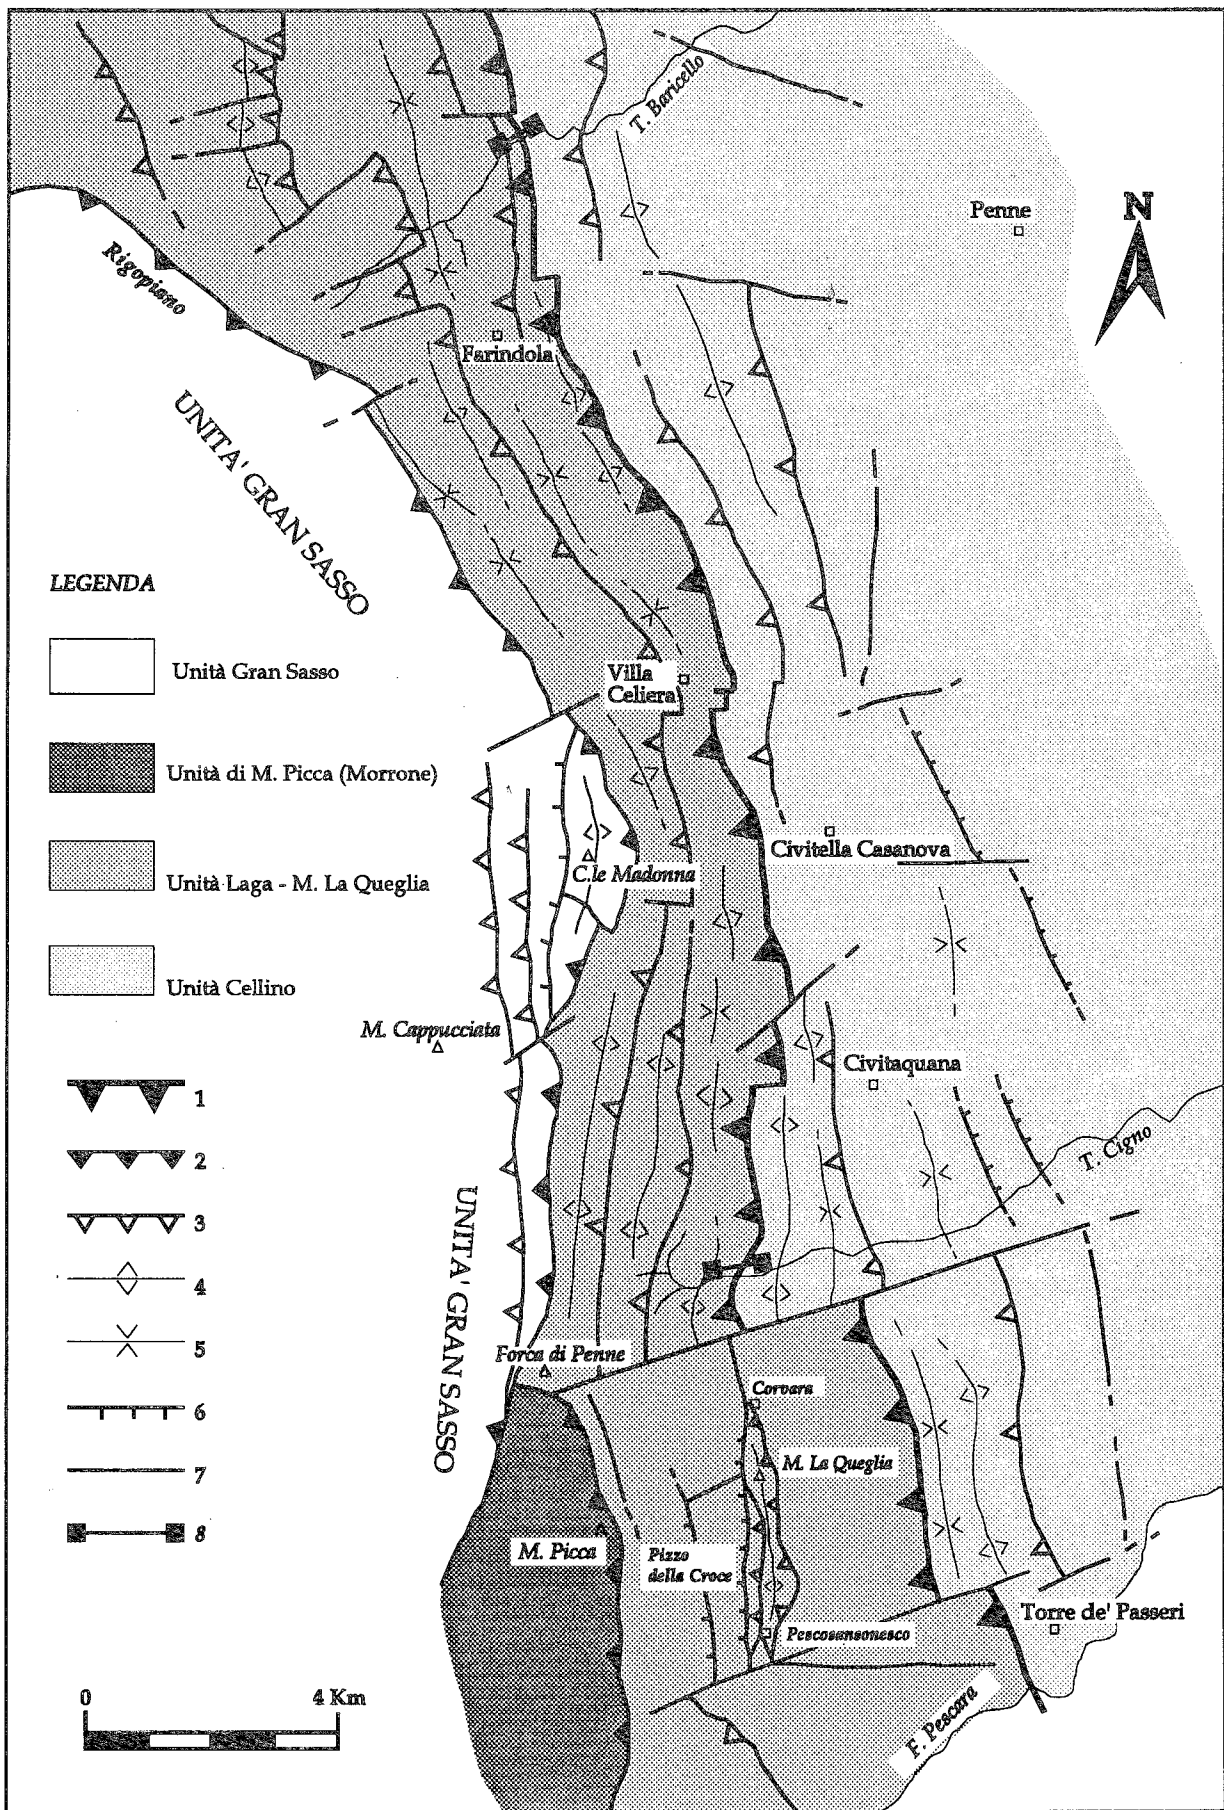 T. Baricello
Penne
N
Rigopiano
Farindola
UNITA' GRAN SASSO
LEGENDA
Unità Gran Sasso
Villa
Celiera
Unità di M. Picca (Morrone)
Civitella Casanova
C.le Madonna
Unità Laga - M. La Queglia
Unità Cellino
M. Cappucciata
Civitaquana
1
2
T. Cigno
3
UNITA' GRAN SASSO
4
5
Forca di Penne
Corvara
6
M. La Queglia
7
8
M. Picca
Pizzo
della Croce
Torre de' Passeri
Pescosansonesco
0
4 Km
F. Pescara